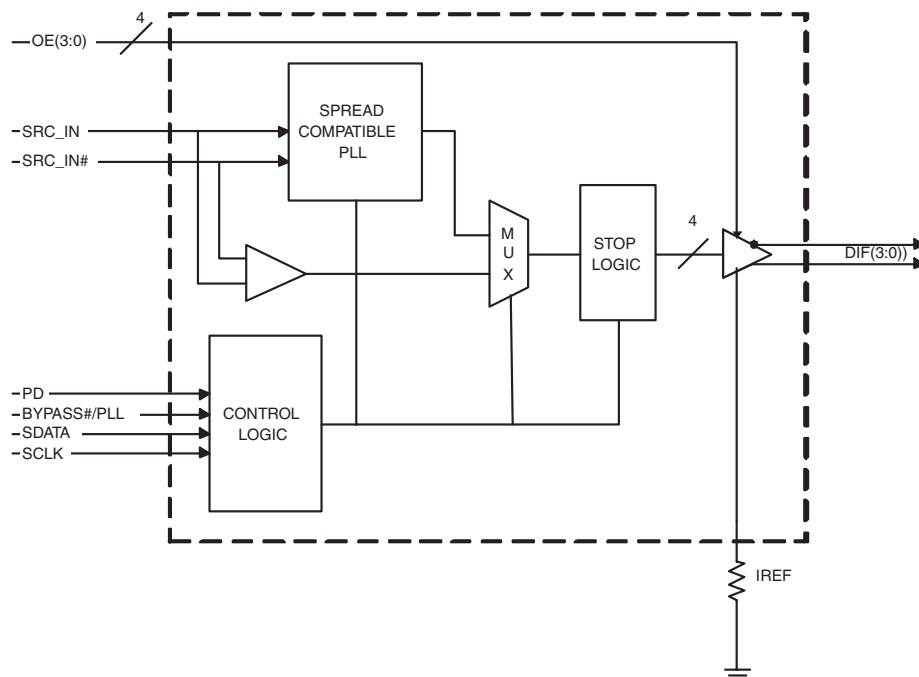 4
OE(3:0)
SPREAD
COMPATIBLE
PLL
SRC_IN
SRC_IN#
M
U
X
STOP
LOGIC
4
DIF(3:0))
PD
BYPASS#/PLL
SDATA
SCLK
CONTROL
LOGIC
IREF